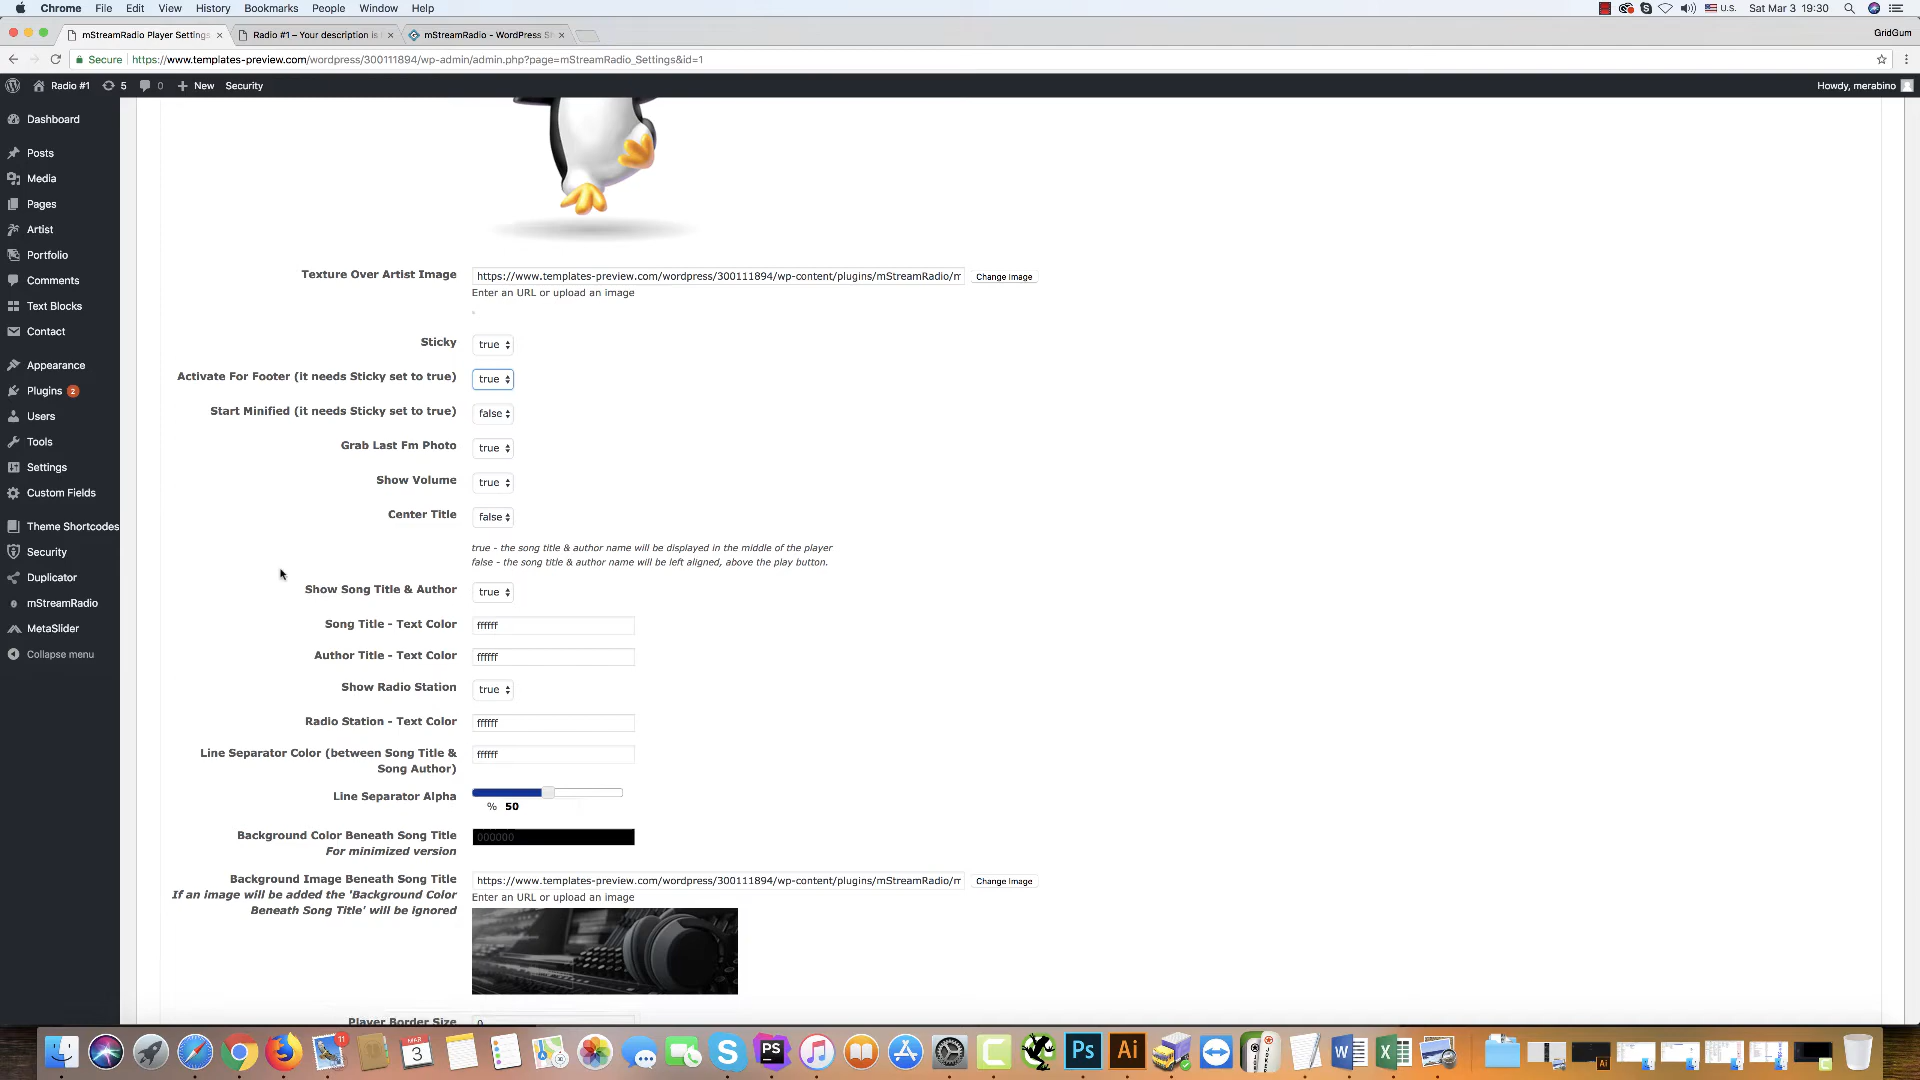 Chrome File Edit View History Bookmarks People Window Help
U.S. Sat Mar 3 19:30
mStreamRadio Player Settings
Radio #1 – Your description is
mStreamRadio - WordPress S
GridGum
Secure https://www.templates-preview.com/wordpress/300111894/wp-admin/admin.php?page=mStreamRadio_Settings&id=1
Radio #1 5 0 New Security
Howdy, merabino
Dashboard
Posts
Media
Pages
Artist
Portfolio
Comments
Text Blocks
Contact
Appearance
Plugins 2
Users
Tools
Settings
Custom Fields
Theme Shortcodes
Security
Duplicator
mStreamRadio
MetaSlider
Collapse menu
Texture Over Artist Image
https://www.templates-preview.com/wordpress/300111894/wp-content/plugins/mStreamRadio/m
Change Image
Enter an URL or upload an image
Sticky true
Activate For Footer (it needs Sticky set to true) true
Start Minified (it needs Sticky set to true) false
Grab Last Fm Photo true
Show Volume true
Center Title false
true - the song title & author name will be displayed in the middle of the player
false - the song title & author name will be left aligned, above the play button.
Show Song Title & Author true
Song Title - Text Color ffffff
Author Title - Text Color ffffff
Show Radio Station true
Radio Station - Text Color ffffff
Line Separator Color (between Song Title & Song Author) ffffff
Line Separator Alpha
% 50
Background Color Beneath Song Title 000000
For minimized version
Background Image Beneath Song Title
https://www.templates-preview.com/wordpress/300111894/wp-content/plugins/mStreamRadio/m
Change Image
If an image will be added the 'Background Color Beneath Song Title' will be ignored
Enter an URL or upload an image
Player Border Size 0
11
MAR
3
PS
Ps
Ai